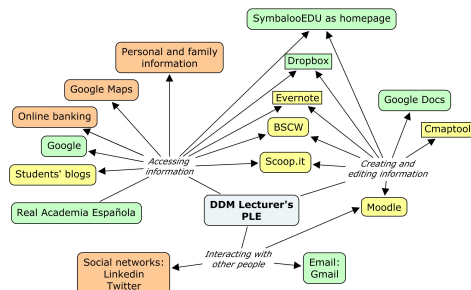 SymbalooEDU as homepage
Personal and family
information
Dropbox
Google Maps
Evernote
Google Docs
Online banking
BSCW
Cmaptool
Google
Accessing
information
Scoop.it
Creating and
editing information
Students' blogs
DDM Lecturer's
PLE
Moodle
Real Academia Española
Interacting with
other people
Social networks:
Linkedin
Twitter
Email:
Gmail